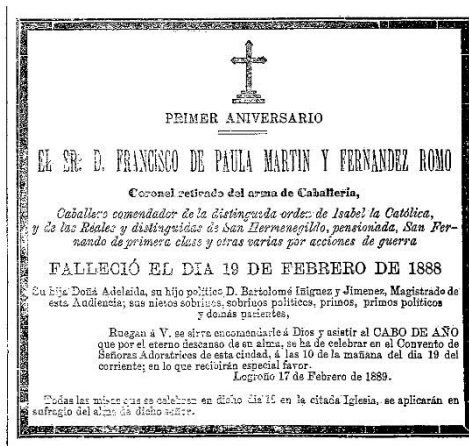 PRIMER ANIVERSARIO
EL SR. D. FRANCISCO DE PAULA MARTIN Y FERNANDEZ ROMO
Coronel retirado del arma de Caballería,
Caballero comendador de la distinguida orden de Isabel la Católica,
y de las Reales y distinguidas de San Hermenegildo, pensionada, San Fer-
nando de primera clase y otras varias por acciones de guerra
FALLECIÓ EL DIA 19 DE FEBRERO DE 1888
Su hija Doña Adelaida, su hijo político D. Bartolomé Iñiguez y Jimenez, Magistrado de
esta Audiencia; sus nietos sobrinos, sobrinos políticos, primos, primos políticos
y demás parientes,
Ruegan á V. se sirva encomendarle á Dios y asistir al CABO DE AÑO
que por el eterno descanso de su alma, se ha de celebrar en el Convento de
Señoras Adoratrices de esta ciudad, á las 10 de la mañana del dia 19 del
corriente; en lo que recibirán especial favor.
Logroño 17 de Febrero de 1889.
Todas las misas que se celebren en dicho dia 19 en la citada Iglesia, se aplicarán en
sufragio del alma de dicho señor.